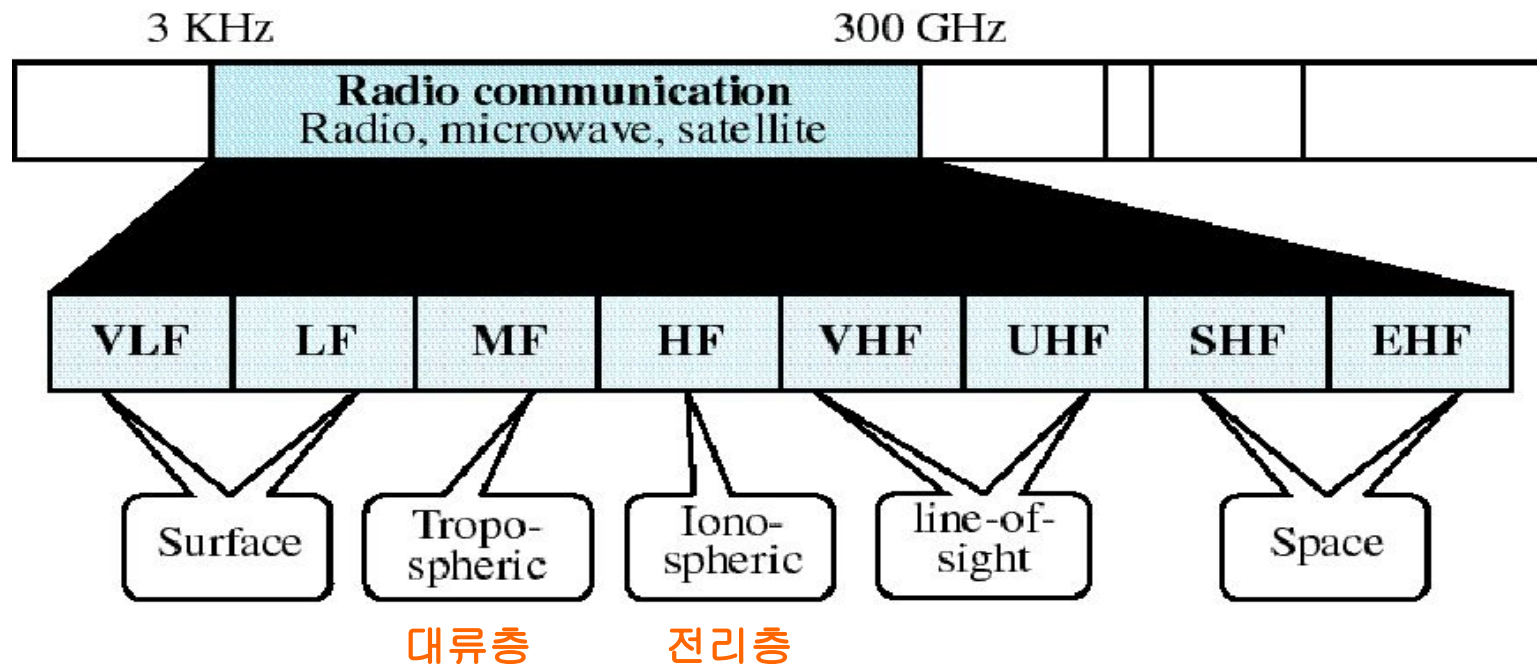 3 KHz 300 GHz
Radio communication
Radio, microwave, satellite
VLF LF MF HF VHF UHF SHF EHF
Surface
Tropo-
spheric
Iono-
spheric
line-of-
sight
Space
대류층 전리층